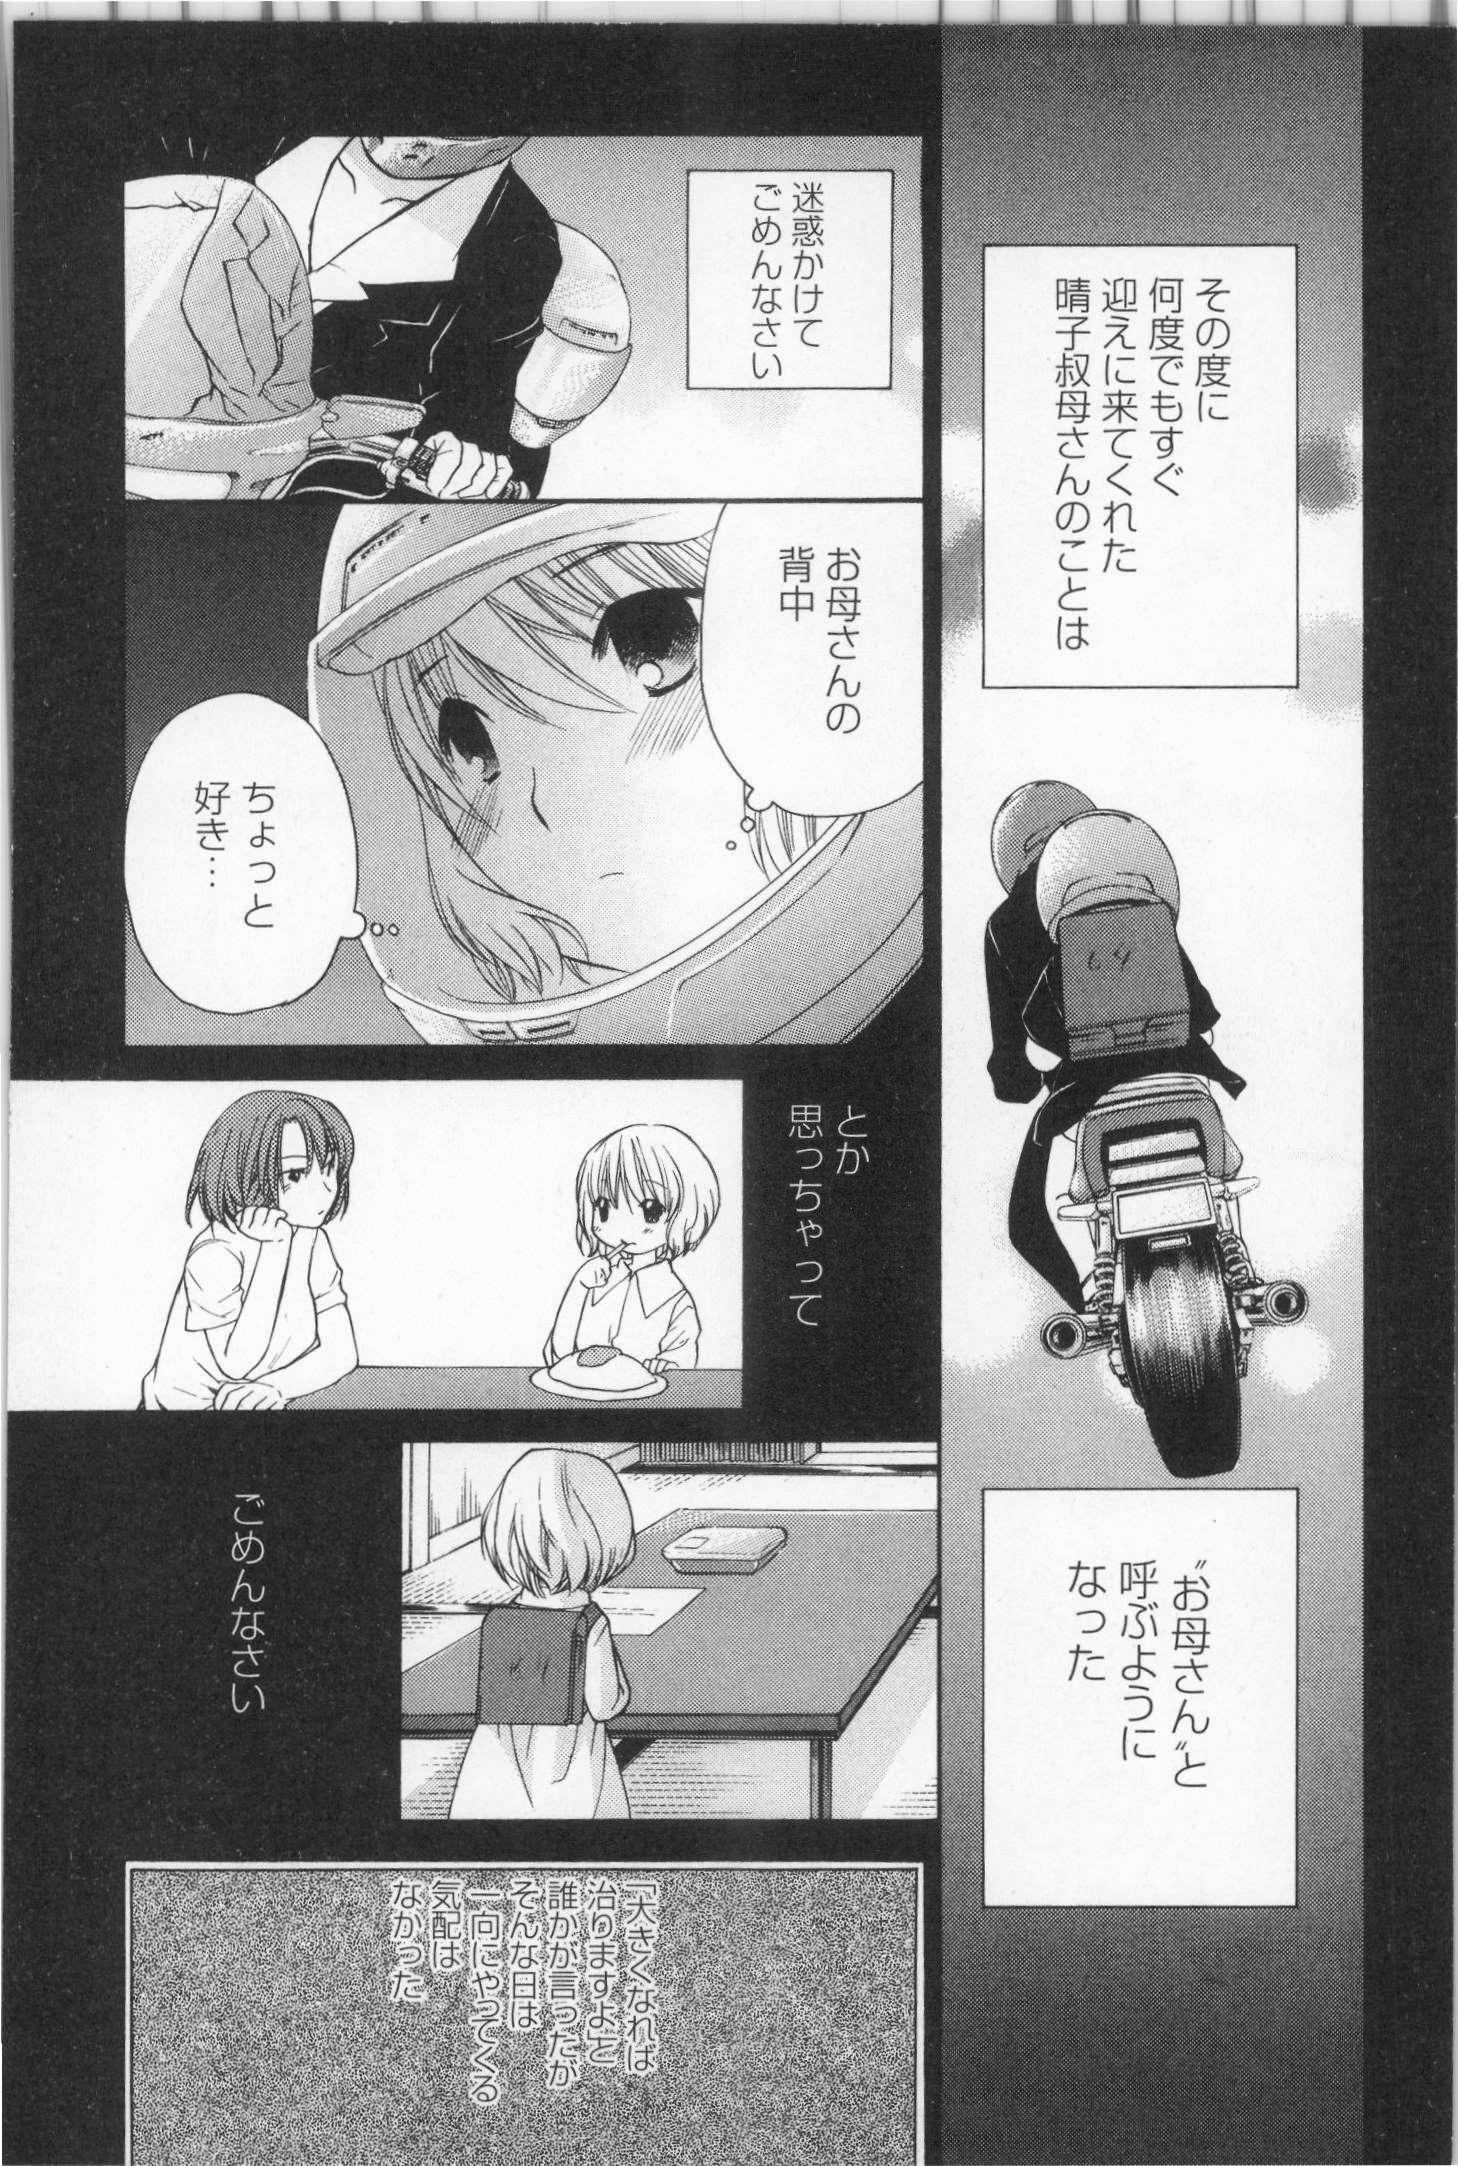 その度に
何度でもすぐ
迎えに来てくれた
晴子叔母さんのことは
〝お母さん〟と
呼ぶように
なった
迷惑かけて
ごめんなさい
お母さんの
背中
ちょっと
好き…
とか
思っちゃって
ごめんなさい
「大きくなれば
治りますよ」と
誰かが言ったが
そんな日は
一向にやってくる
気配は
なかった